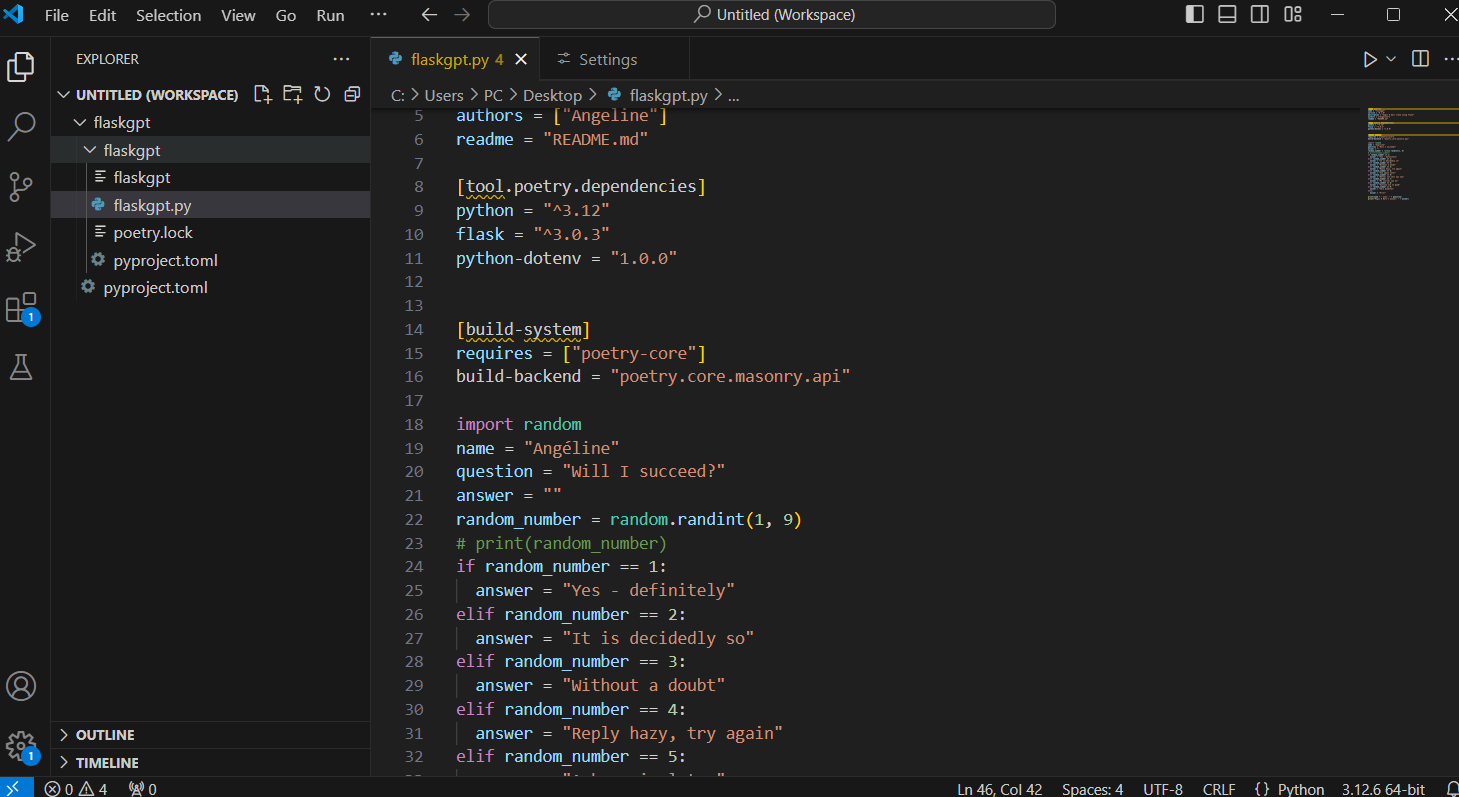 File Edit Selection View Go Run ··· Untitled (Workspace)
EXPLORER ···
flaskgpt.py 4
Settings
UNTITLED (WORKSPACE)
C: > Users > PC > Desktop > flaskgpt.py > ...
flaskgpt
flaskgpt
flaskgpt
flaskgpt.py
poetry.lock
pyproject.toml
pyproject.toml
1
OUTLINE
TIMELINE
1
5 authors = ["Angeline"]
6 readme = "README.md"
7
8 [tool.poetry.dependencies]
9 python = "^3.12"
10 flask = "^3.0.3"
11 python-dotenv = "1.0.0"
12
13
14 [build-system]
15 requires = ["poetry-core"]
16 build-backend = "poetry.core.masonry.api"
17
18 import random
19 name = "Angéline"
20 question = "Will I succeed?"
21 answer = ""
22 random_number = random.randint(1, 9)
23 # print(random_number)
24 if random_number == 1:
25 answer = "Yes - definitely"
26 elif random_number == 2:
27 answer = "It is decidedly so"
28 elif random_number == 3:
29 answer = "Without a doubt"
30 elif random_number == 4:
31 answer = "Reply hazy, try again"
32 elif random_number == 5:
0 4 0 Ln 46, Col 42 Spaces: 4 UTF-8 CRLF {} Python 3.12.6 64-bit